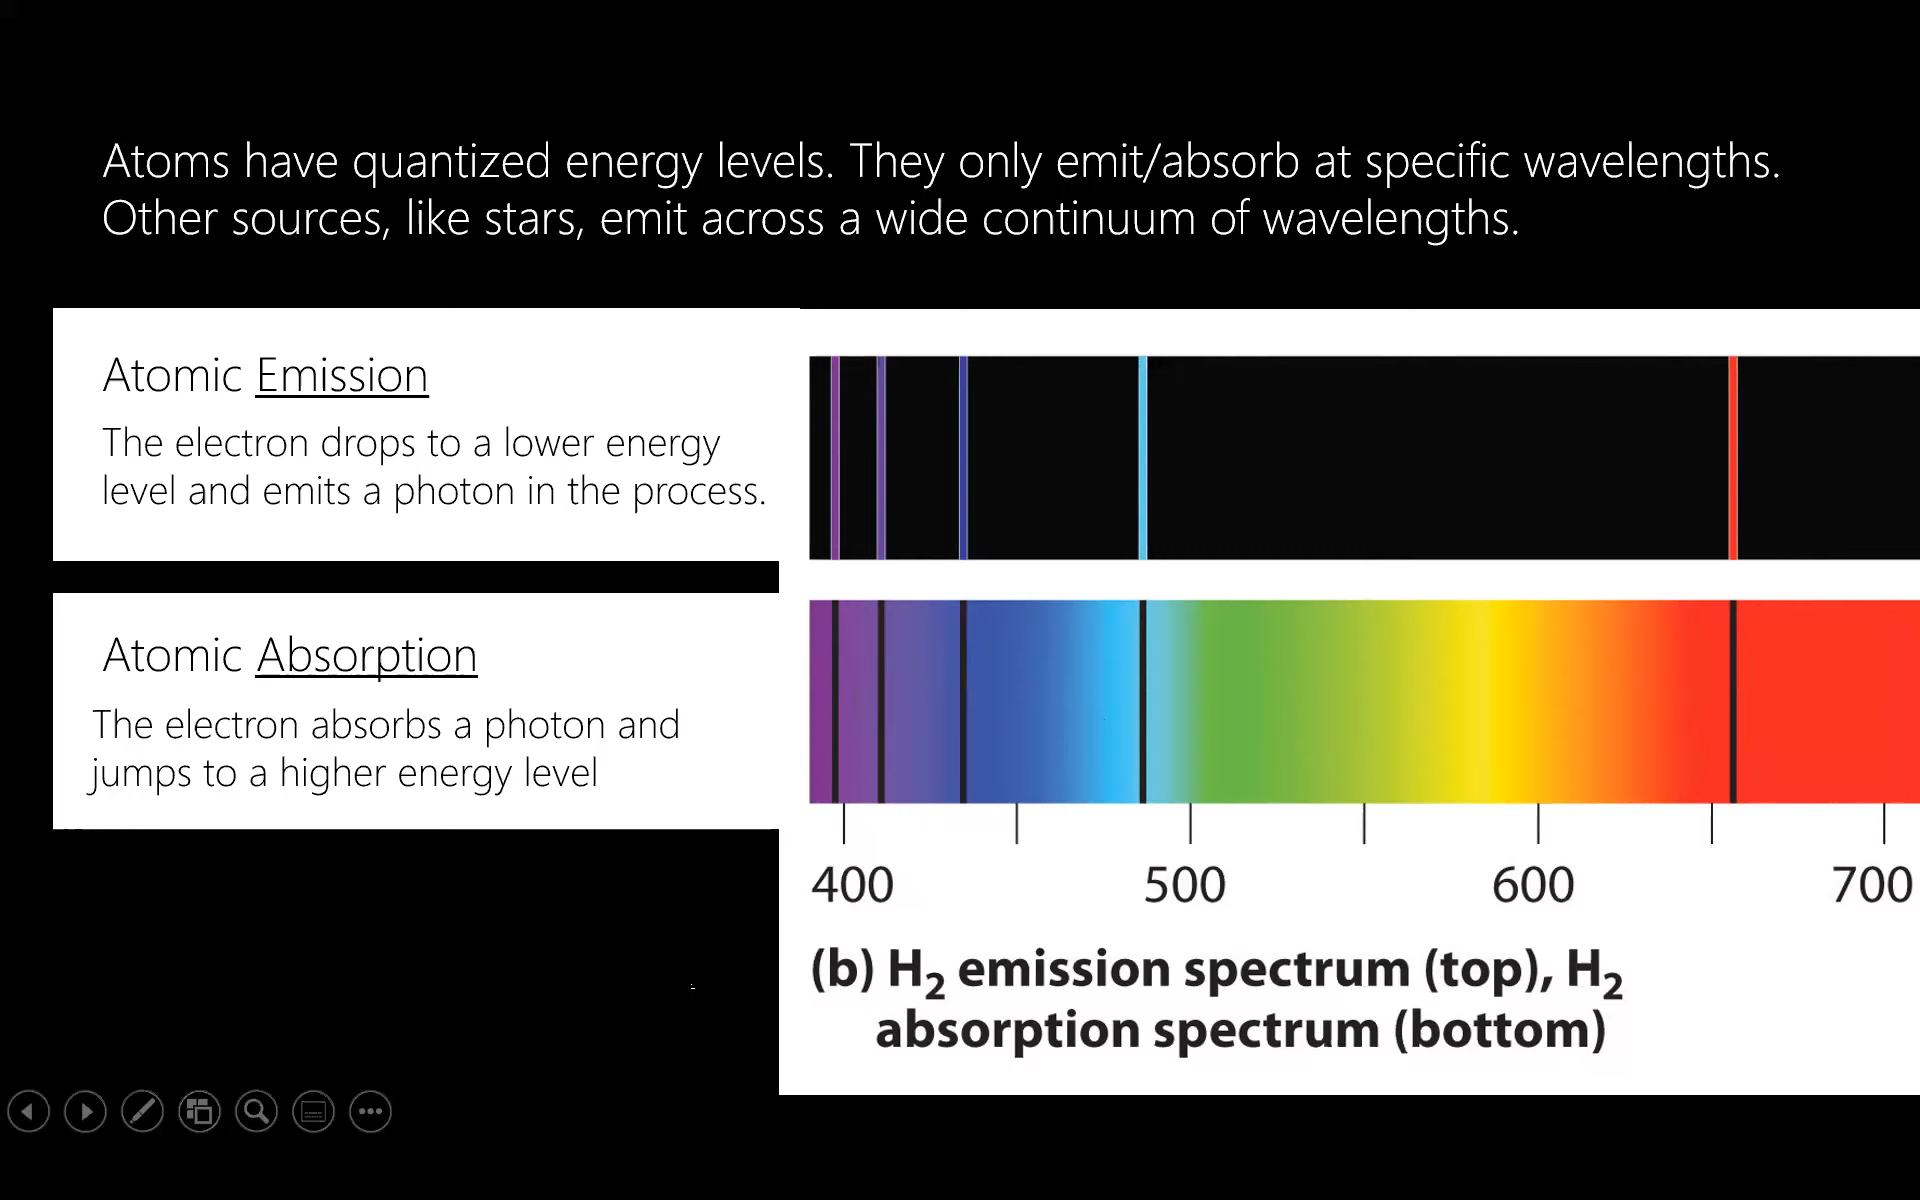 Atoms have quantized energy levels. They only emit/absorb at specific wavelengths.
Other sources, like stars, emit across a wide continuum of wavelengths.
Atomic Emission
The electron drops to a lower energy
level and emits a photon in the process.
Atomic Absorption
The electron absorbs a photon and
jumps to a higher energy level
400 500 600 700
(b) H₂ emission spectrum (top), H₂
absorption spectrum (bottom)